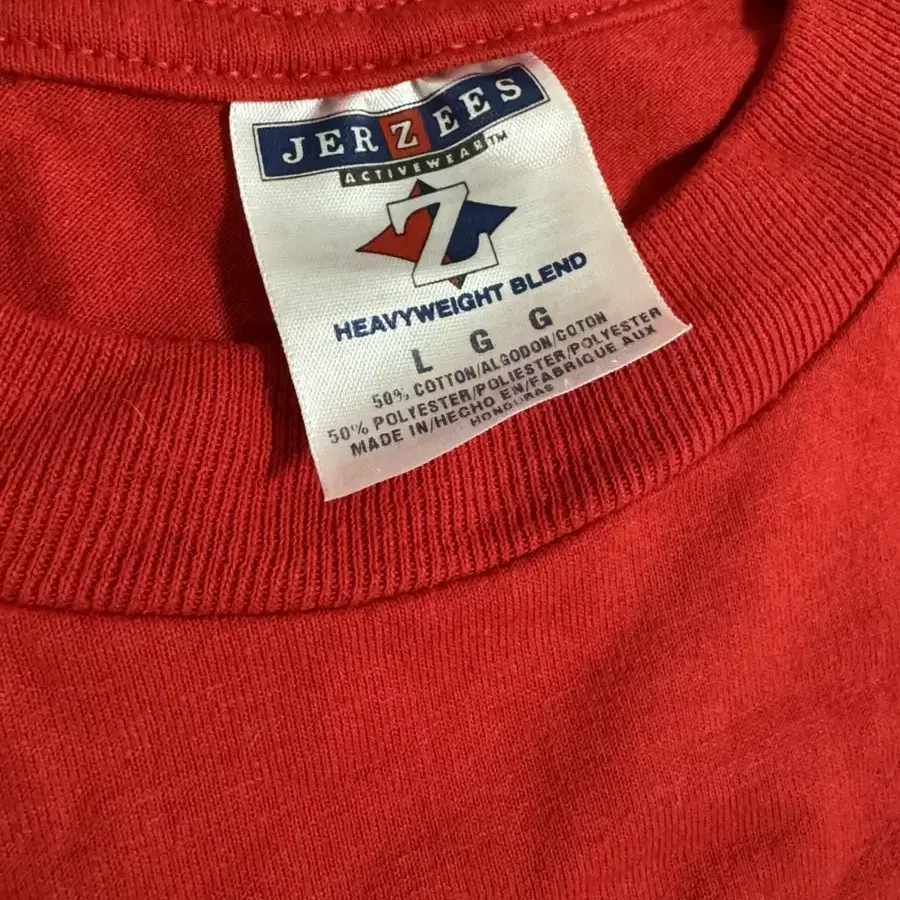 JERZEES
ACTIVEWEAR™
Z
HEAVYWEIGHT BLEND
L G G
50% COTTON/ALGODON/COTON
50% POLYESTER/POLIESTER/POLYESTER
MADE IN/HECHO EN/FABRIQUE AUX
HONDURAS